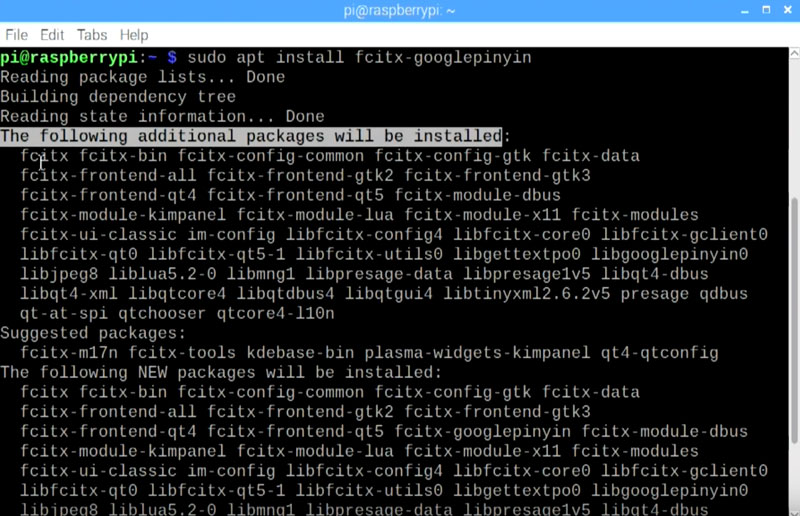 pi@raspberrypi: ~
File Edit Tabs Help
pi@raspberrypi:~ $ sudo apt install fcitx-googlepinyin
Reading package lists... Done
Building dependency tree
Reading state information... Done
The following additional packages will be installed:
fcitx fcitx-bin fcitx-config-common fcitx-config-gtk fcitx-data
fcitx-frontend-all fcitx-frontend-gtk2 fcitx-frontend-gtk3
fcitx-frontend-qt4 fcitx-frontend-qt5 fcitx-module-dbus
fcitx-module-kimpanel fcitx-module-lua fcitx-module-x11 fcitx-modules
fcitx-ui-classic im-config libfcitx-config4 libfcitx-core0 libfcitx-gclient0
libfcitx-qt0 libfcitx-qt5-1 libfcitx-utils0 libgettextpo0 libgooglepinyin0
libjpeg8 liblua5.2-0 libmng1 libpresage-data libpresage1v5 libqt4-dbus
libqt4-xml libqtcore4 libqtdbus4 libqtgui4 libtinyxml2.6.2v5 presage qdbus
qt-at-spi qtchooser qtcore4-l10n
Suggested packages:
fcitx-m17n fcitx-tools kdebase-bin plasma-widgets-kimpanel qt4-qtconfig
The following NEW packages will be installed:
fcitx fcitx-bin fcitx-config-common fcitx-config-gtk fcitx-data
fcitx-frontend-all fcitx-frontend-gtk2 fcitx-frontend-gtk3
fcitx-frontend-qt4 fcitx-frontend-qt5 fcitx-googlepinyin fcitx-module-dbus
fcitx-module-kimpanel fcitx-module-lua fcitx-module-x11 fcitx-modules
fcitx-ui-classic im-config libfcitx-config4 libfcitx-core0 libfcitx-gclient0
libfcitx-qt0 libfcitx-qt5-1 libfcitx-utils0 libgettextpo0 libgooglepinyin0
libjpeg8 liblua5.2-0 libmng1 libpresage-data libpresage1v5 libqt4-dbus